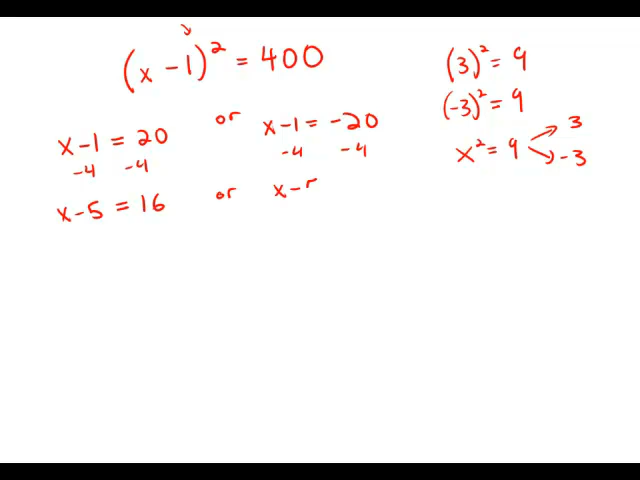 (x - 1)² = 400
x - 1 = 20 or x - 1 = -20
-4 -4 -4 -4
x - 5 = 16 or x -
(3)² = 9
(-3)² = 9
x² = 9 3
-3